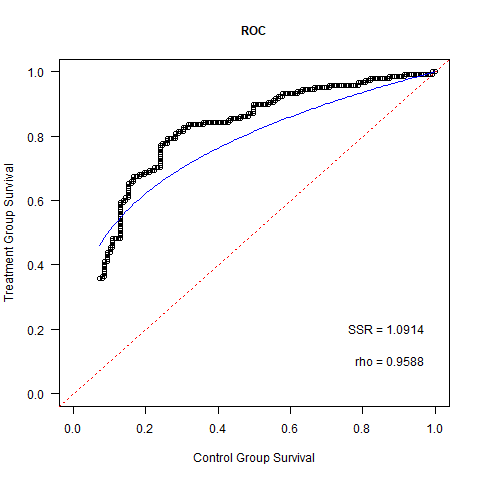 ROC
Treatment Group Survival
1.0
0.8
0.6
0.4
0.2
0.0
SSR = 1.0914
rho = 0.9588
0.0 0.2 0.4 0.6 0.8 1.0
Control Group Survival